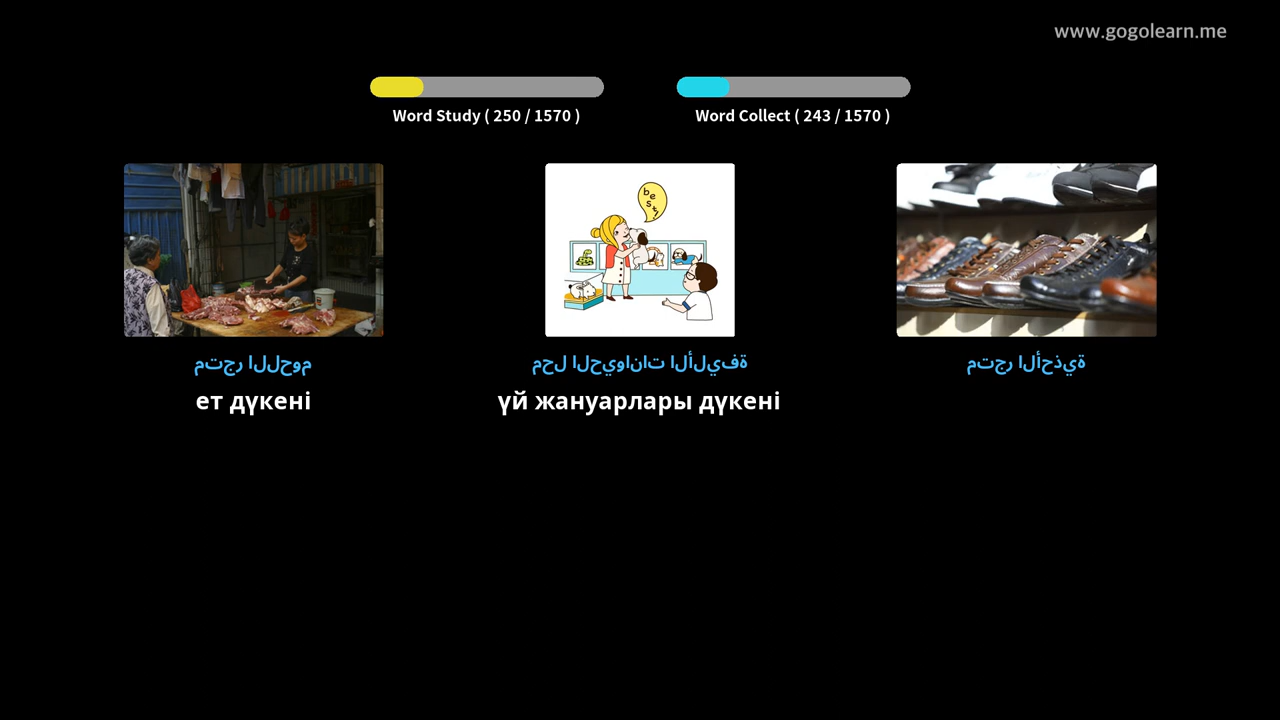 www.gogolearn.me
Word Study ( 250 / 1570 )
Word Collect ( 243 / 1570 )
best
متجر اللحوم
محل الحيوانات الأليفة
متجر الأحذية
ет дүкені
үй жануарлары дүкені